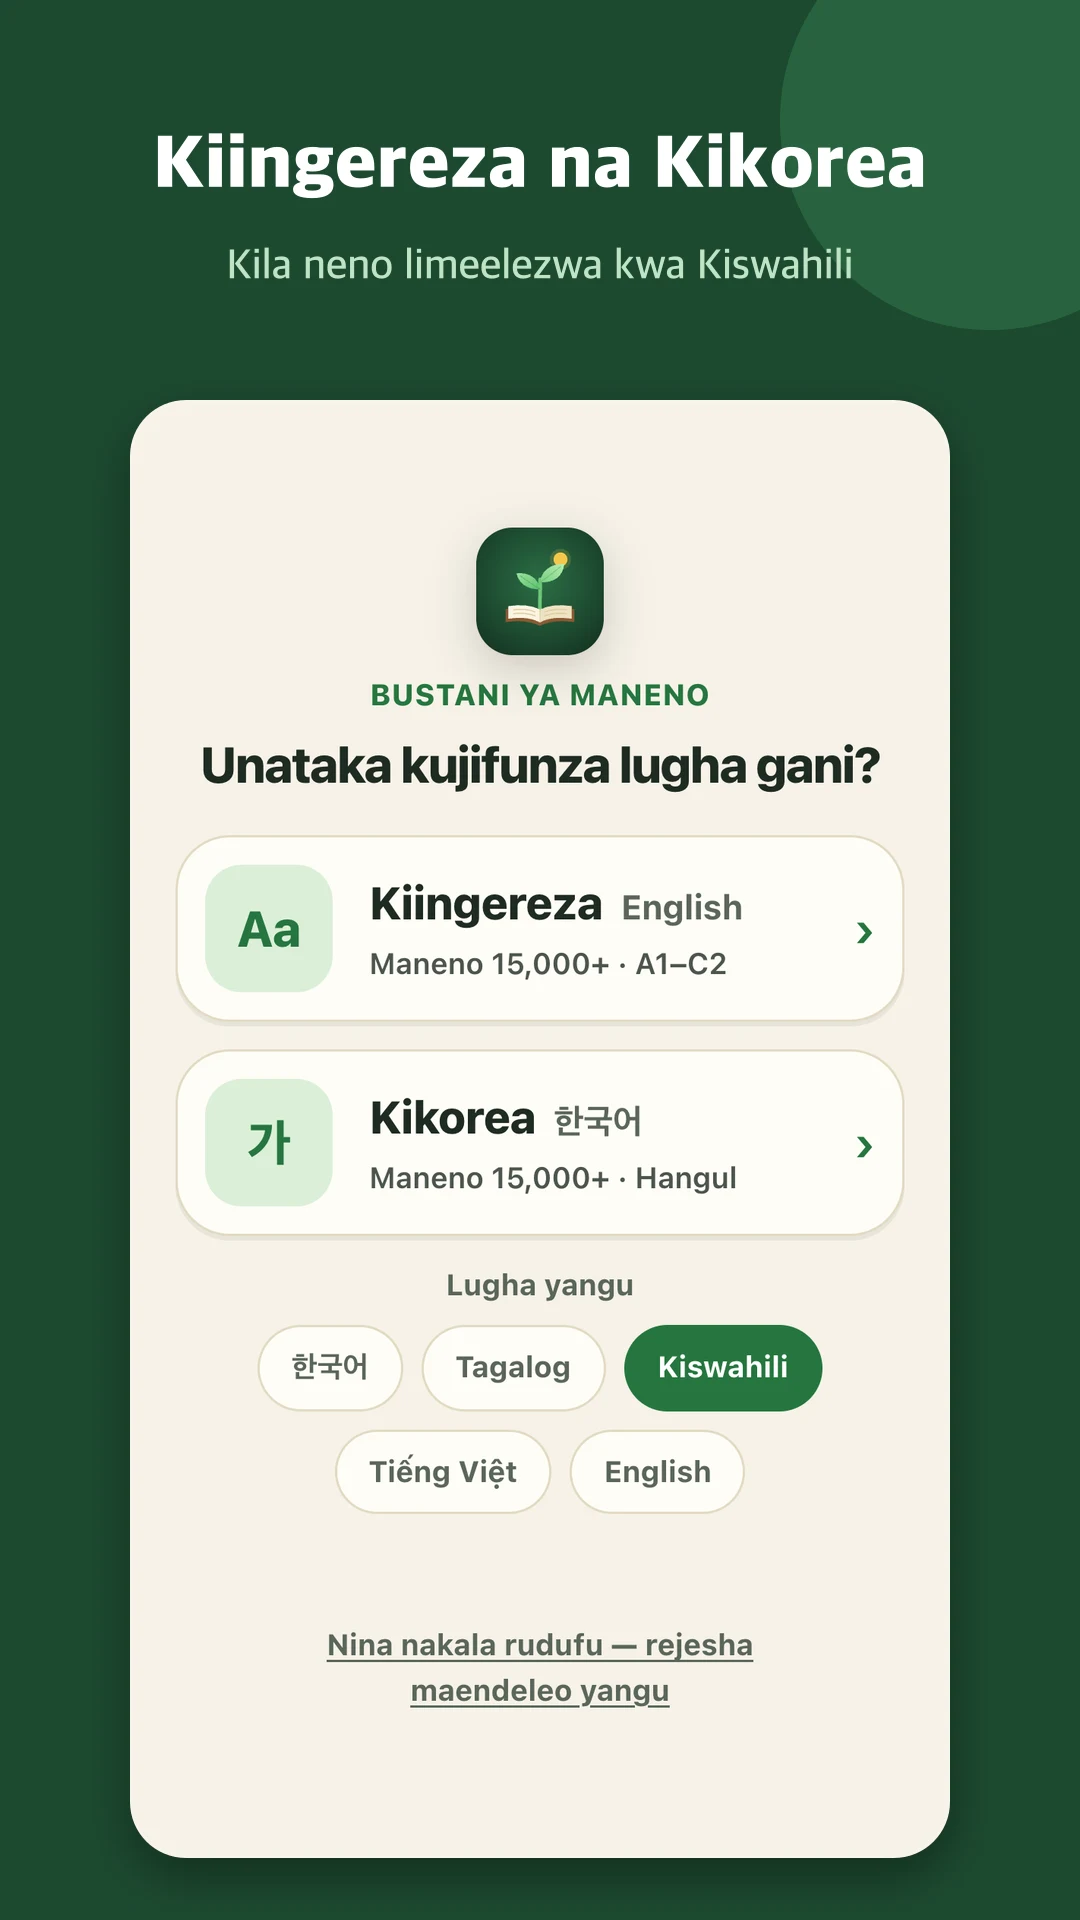 Kiingereza na Kikorea
Kila neno limeelezwa kwa Kiswahili
BUSTANI YA MANENO
Unataka kujifunza lugha gani?
Aa
Kiingereza English
Maneno 15,000+ · A1–C2
›
가
Kikorea 한국어
Maneno 15,000+ · Hangul
›
Lugha yangu
한국어 Tagalog Kiswahili
Tiếng Việt English
Nina nakala rudufu — rejesha
maendeleo yangu